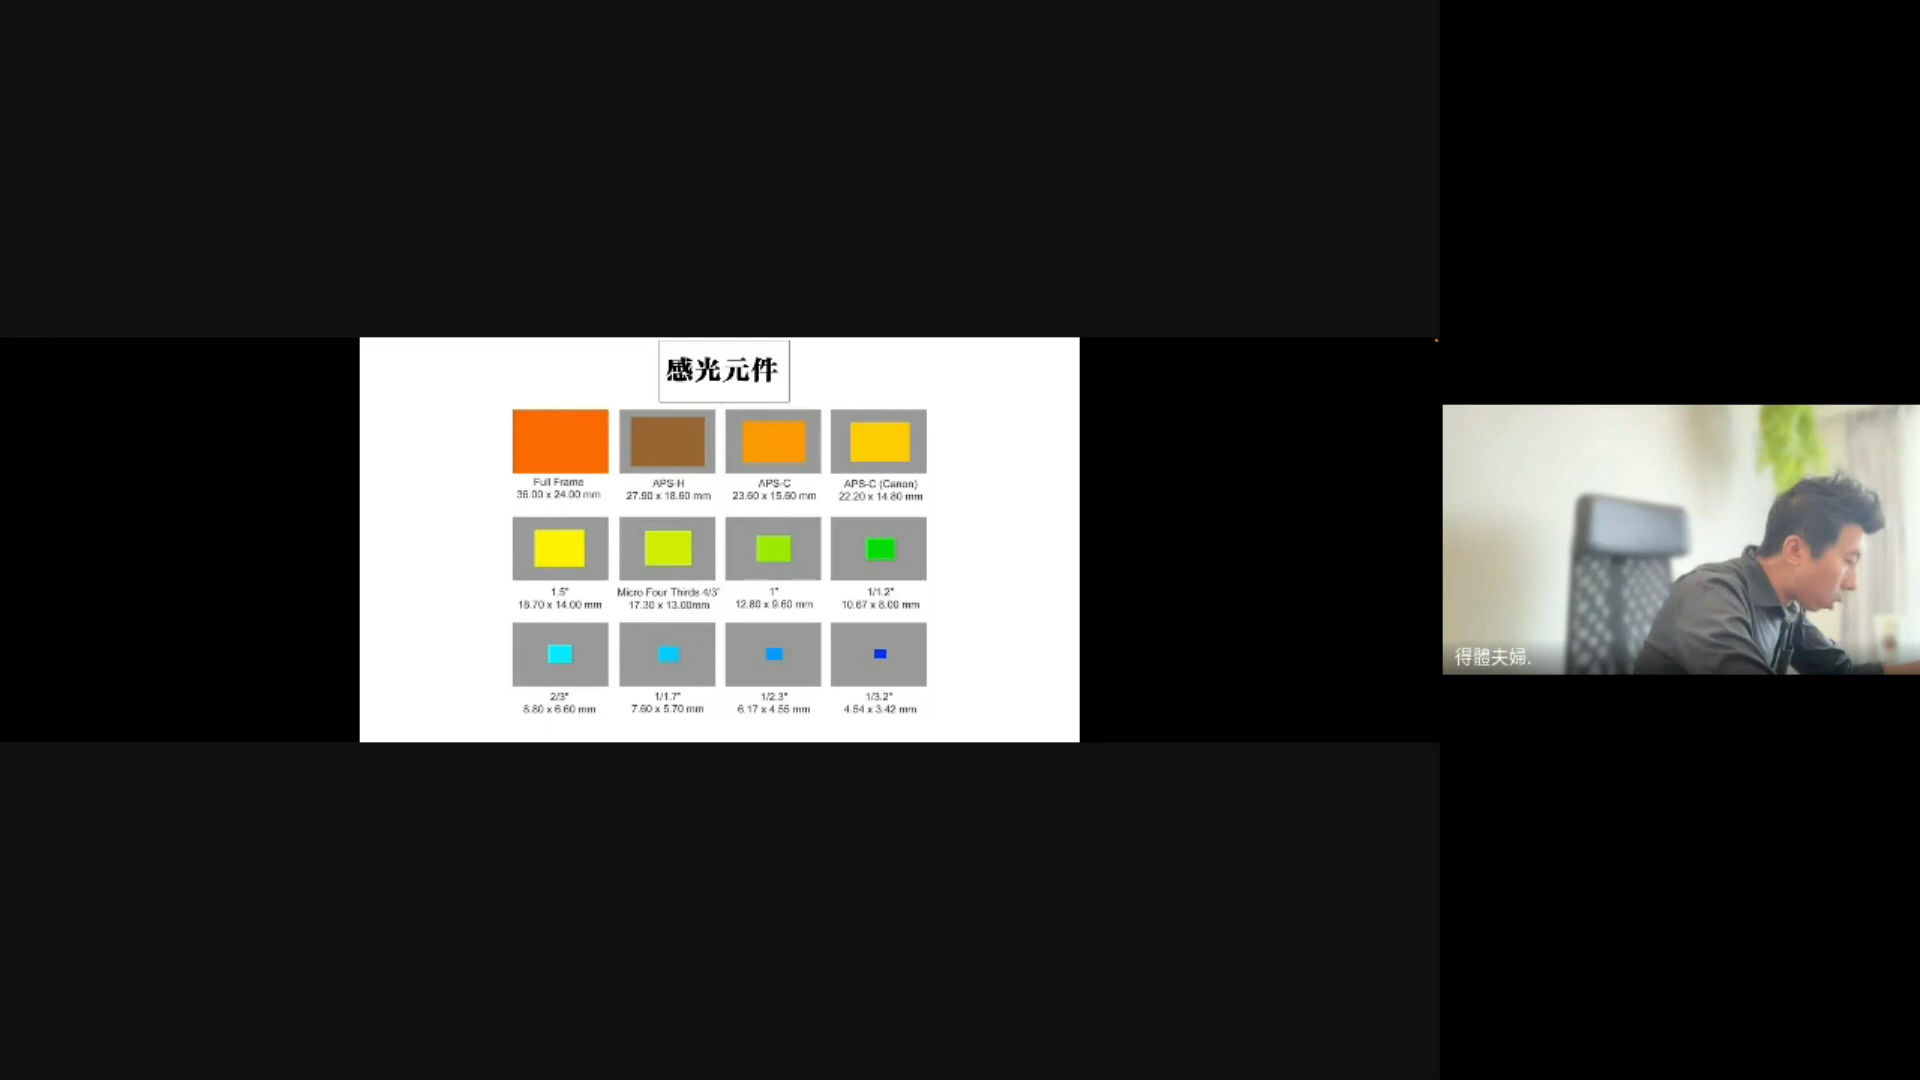 感光元件
Full Frame
36.00 x 24.00 mm
APS-H
27.90 x 18.60 mm
APS-C
23.60 x 15.60 mm
APS-C (Canon)
22.20 x 14.80 mm
1.5"
18.70 x 14.00 mm
Micro Four Thirds 4/3"
17.30 x 13.00mm
1"
12.80 x 9.60 mm
1/1.2"
10.67 x 8.00 mm
2/3"
8.80 x 6.60 mm
1/1.7"
7.60 x 5.70 mm
1/2.3"
6.17 x 4.55 mm
1/3.2"
4.54 x 3.42 mm
得體夫婦.